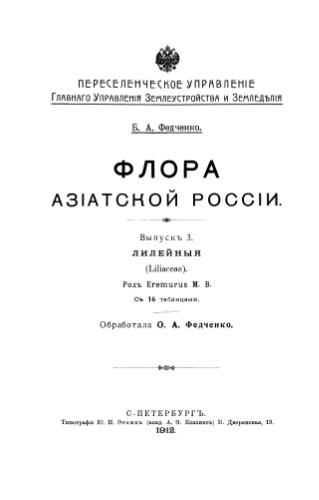 ПЕРЕСЕЛЕНЧЕСКОЕ УПРАВЛЕНІЕ
Главнаго Управленія Землеустройства и Земледѣлія
Б. А. Федченко.
ФЛОРА
АЗІАТСКОЙ РОССІИ.
Выпускъ 3.
ЛИЛЕЙНЫЯ
(Liliaceae).
Родъ Eremurus M. B.
Съ 16 таблицами.
Обработала О. А. Федченко.
С-ПЕТЕРБУРГЪ.
Типографія Ю. Н. Эрлихъ (влад. А. Э. Коллинсъ) М. Дворянская, 19.
1912.